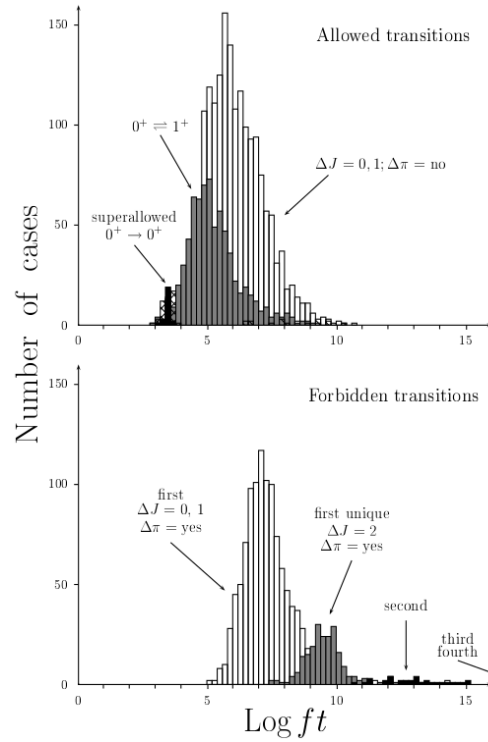 150
Allowed transitions
0⁺ ⇌ 1⁺
100
ΔJ = 0, 1; Δπ = no
superallowed
0⁺ → 0⁺
50
0
0
5
10
15
Number of cases
150
Forbidden transitions
first
ΔJ = 0, 1
Δπ = yes
first unique
ΔJ = 2
Δπ = yes
100
50
second
third
fourth
0
0
5
10
15
Log ft